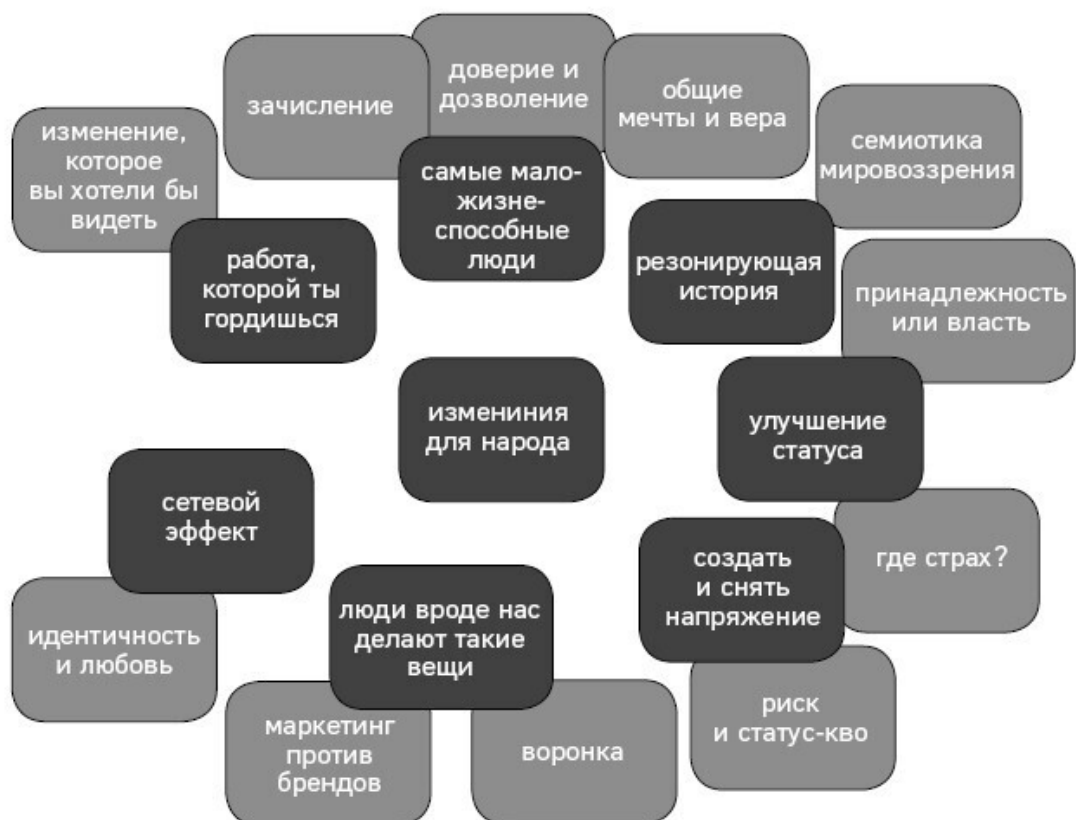 доверие и
дозволение
зачисление
общие
мечты и вера
изменение,
которое
вы хотели бы
видеть
семиотика
мировоззрения
самые мало-
жизне-
способные
люди
работа,
которой ты
гордишься
резонирующая
история
принадлежность
или власть
измениния
для народа
улучшение
статуса
сетевой
эффект
создать
и снять
напряжение
где страх?
люди вроде нас
делают такие
вещи
идентичность
и любовь
маркетинг
против
брендов
воронка
риск
и статус-кво